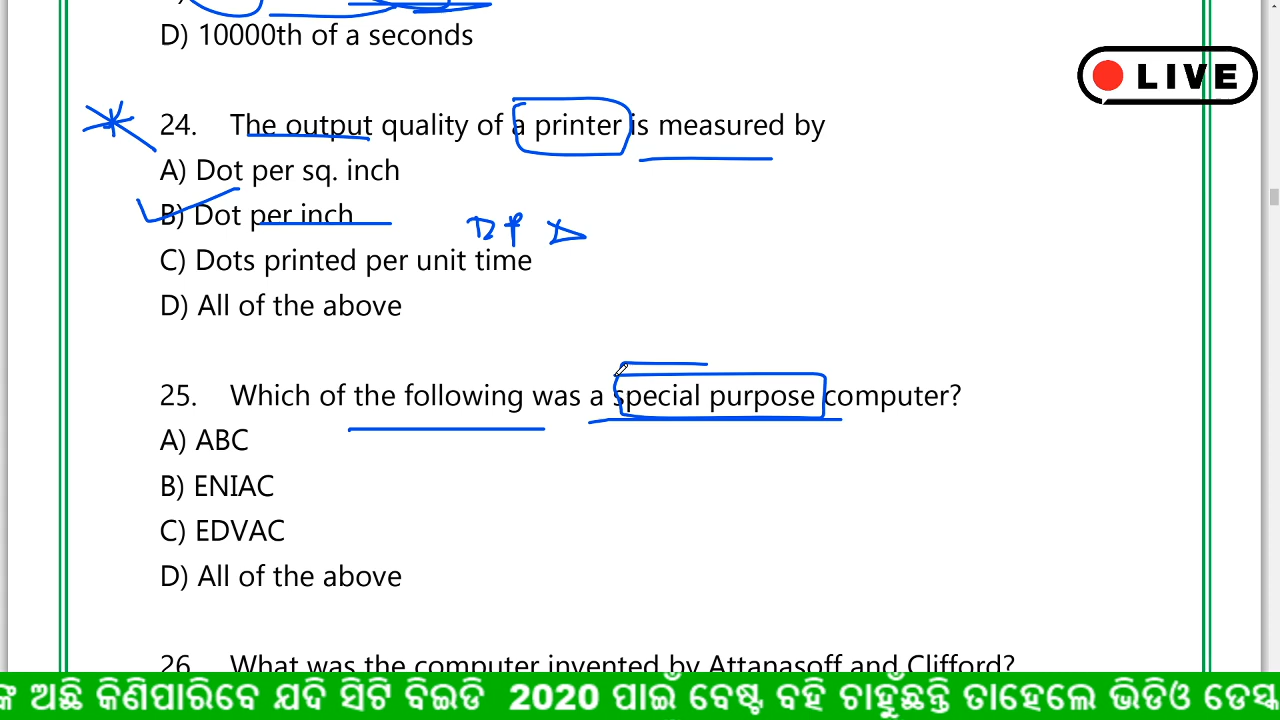 D) 10000th of a seconds
LIVE
24. The output quality of a printer is measured by
A) Dot per sq. inch
B) Dot per inch
DP
C) Dots printed per unit time
D) All of the above
25. Which of the following was a special purpose computer?
A) ABC
B) ENIAC
C) EDVAC
D) All of the above
26. What was the computer invented by Attanasoff and Clifford?
ଅଛି କିଣିପାରିବେ ଯଦି ସିଟି ବିଇଡି 2020 ପାଇଁ ବେଷ୍ଟ ବହି ଚାହୁଁଛନ୍ତି ତାହେଲେ ଭିଡିଓ